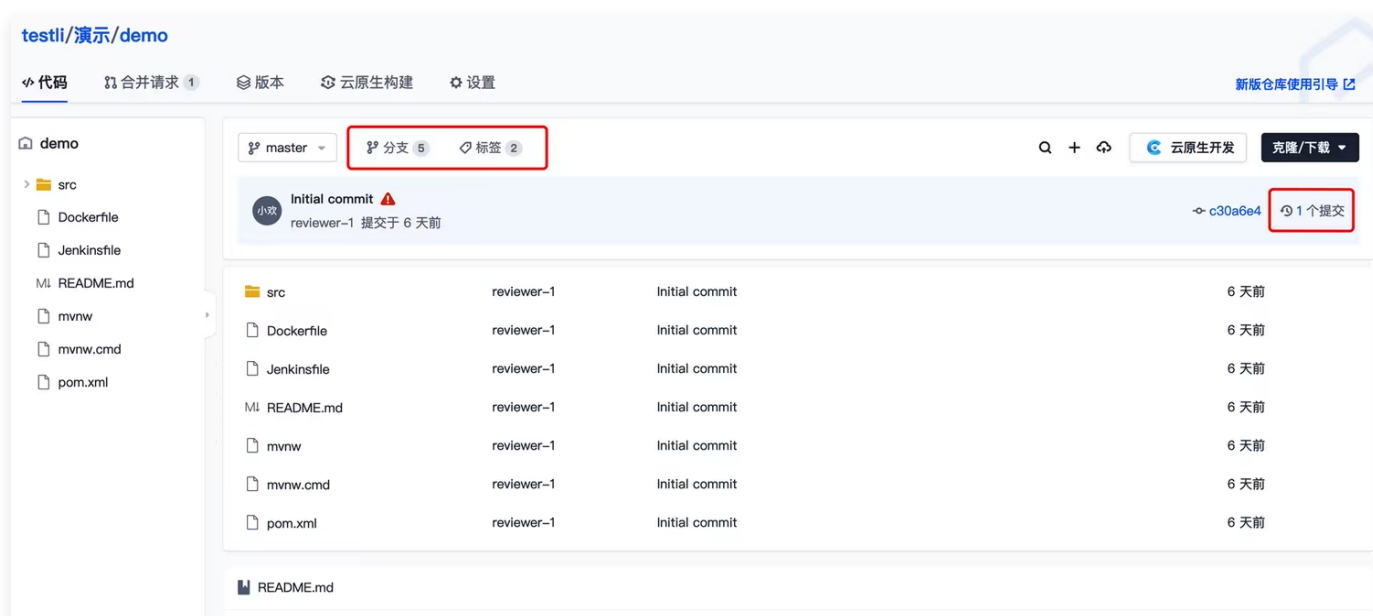 testli/演示/demo
代码 合并请求 1 版本 云原生构建 设置 新版仓库使用引导
demo
src
Dockerfile
Jenkinsfile
M↓ README.md
mvnw
mvnw.cmd
pom.xml
master 分支 5 标签 2 云原生开发 克隆/下载
小欢 Initial commit
reviewer-1 提交于 6 天前 c30a6e4 1 个提交
src reviewer-1 Initial commit 6 天前
Dockerfile reviewer-1 Initial commit 6 天前
Jenkinsfile reviewer-1 Initial commit 6 天前
M↓ README.md reviewer-1 Initial commit 6 天前
mvnw reviewer-1 Initial commit 6 天前
mvnw.cmd reviewer-1 Initial commit 6 天前
pom.xml reviewer-1 Initial commit 6 天前
README.md